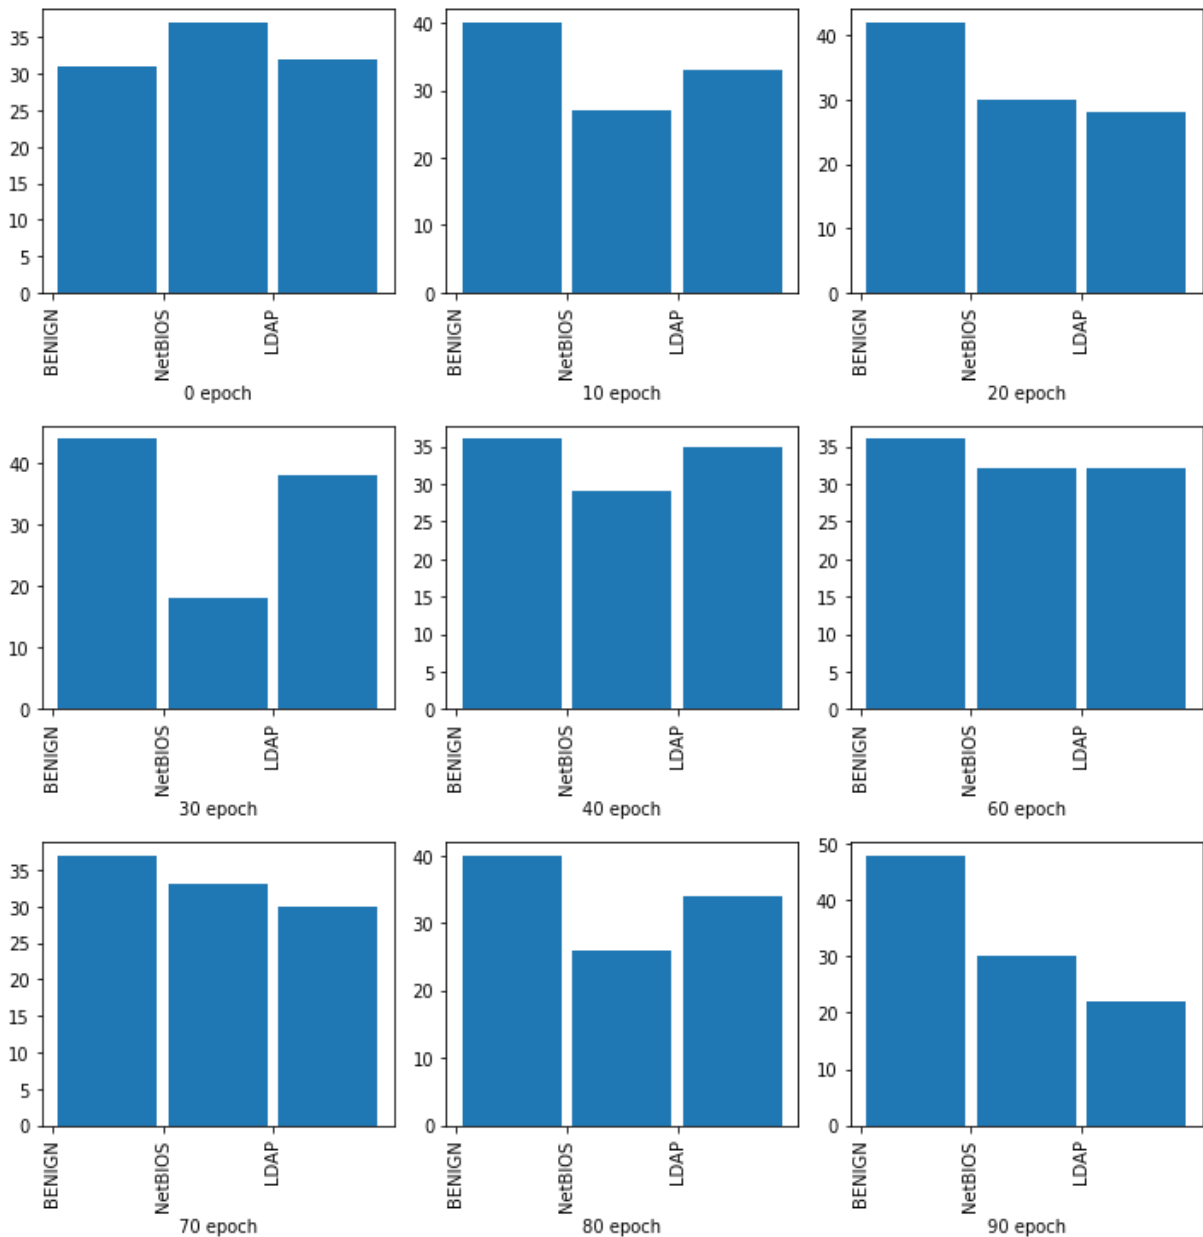 35
30
25
20
15
10
5
0
BENIGN
NetBIOS
LDAP
0 epoch
40
30
20
10
0
BENIGN
NetBIOS
LDAP
10 epoch
40
30
20
10
0
BENIGN
NetBIOS
LDAP
20 epoch
40
30
20
10
0
BENIGN
NetBIOS
LDAP
30 epoch
35
30
25
20
15
10
5
0
BENIGN
NetBIOS
LDAP
40 epoch
35
30
25
20
15
10
5
0
BENIGN
NetBIOS
LDAP
60 epoch
35
30
25
20
15
10
5
0
BENIGN
NetBIOS
LDAP
70 epoch
40
30
20
10
0
BENIGN
NetBIOS
LDAP
80 epoch
50
40
30
20
10
0
BENIGN
NetBIOS
LDAP
90 epoch